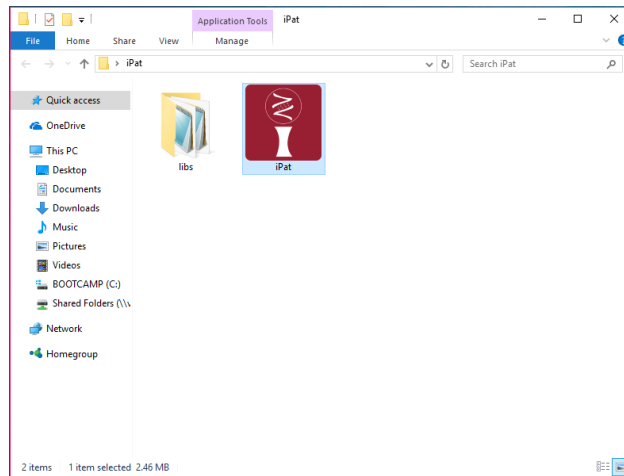 Application Tools
iPat
File
Home
Share
View
Manage
iPat
Search iPat
Quick access
OneDrive
This PC
Desktop
Documents
Downloads
Music
Pictures
Videos
BOOTCAMP (C:)
Shared Folders (\\v
Network
Homegroup
libs
iPat
2 items
1 item selected 2.46 MB